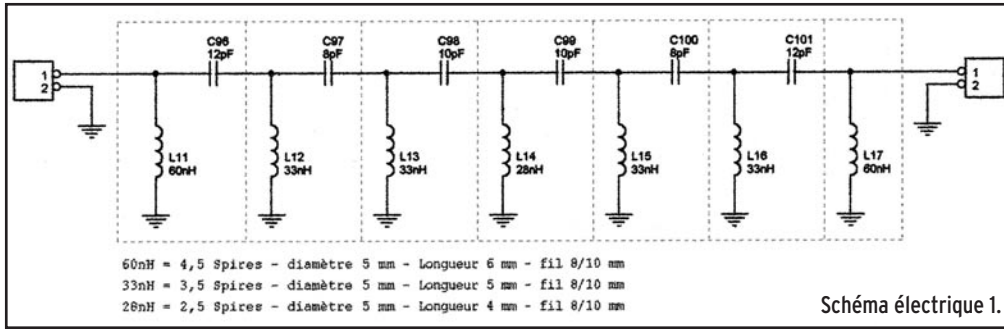 C96
12pF
C97
8pF
C98
10pF
C99
10pF
C100
8pF
C101
12pF
1
2
1
2
L11
60nH
L12
33nH
L13
33nH
L14
28nH
L15
33nH
L16
33nH
L17
60nH
60nH = 4,5 Spires - diamètre 5 mm - Longueur 6 mm - fil 8/10 mm
33nH = 3,5 Spires - diamètre 5 mm - Longueur 5 mm - fil 8/10 mm
28nH = 2,5 Spires - diamètre 5 mm - Longueur 4 mm - fil 8/10 mm
Schéma électrique 1.